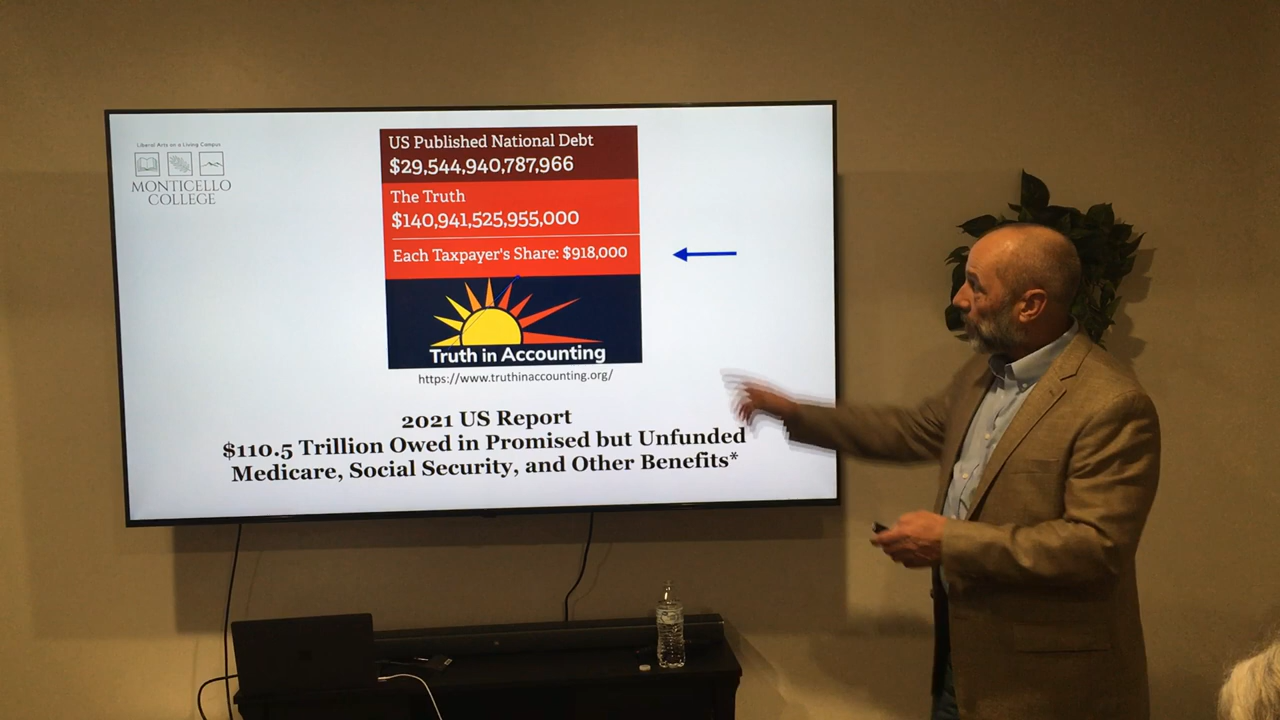 Liberal Arts on a Living Campus
MONTICELLO
COLLEGE
US Published National Debt
$29,544,940,787,966
The Truth
$140,941,525,955,000
Each Taxpayer's Share: $918,000
Truth in Accounting
https://www.truthinaccounting.org/
2021 US Report
$110.5 Trillion Owed in Promised but Unfunded
Medicare, Social Security, and Other Benefits*